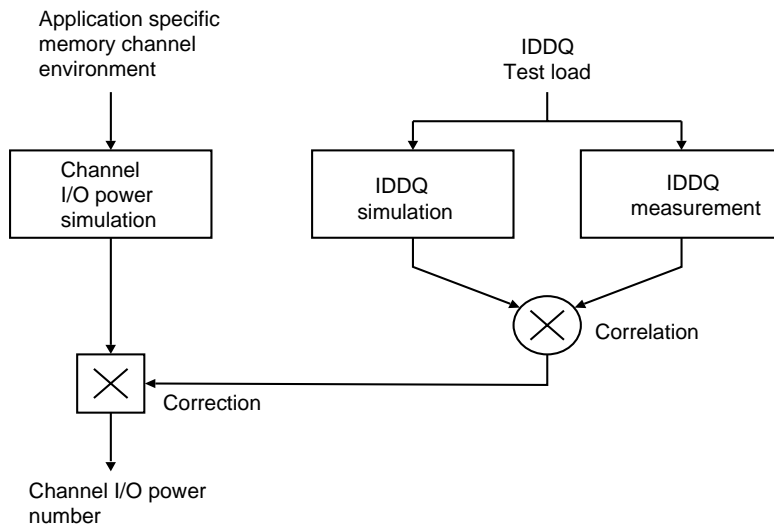 Application specific
memory channel
environment
IDDQ
Test load
Channel
I/O power
simulation
IDDQ
simulation
IDDQ
measurement
Correlation
Correction
Channel I/O power
number